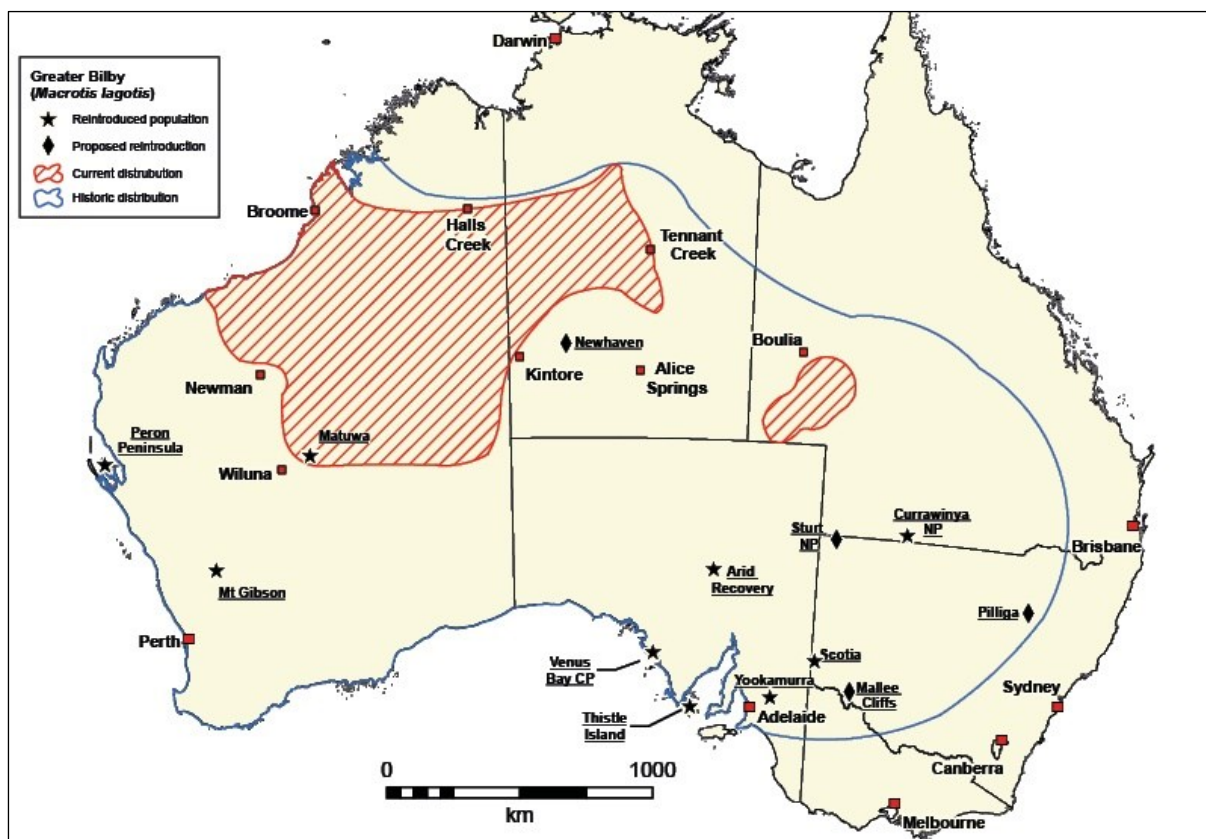 Greater Bilby
(Macrotis lagotis)
Reintroduced population
Proposed reintroduction
Current distrubution
Historic distribution
Darwin
Broome
Halls
Creek
Tennant
Creek
Newhaven
Boulia
Kintore
Alice
Springs
Newman
Peron
Peninsula
Matuwa
Wiluna
Currawinya
NP
Sturt
NP
Brisbane
Mt Gibson
Arid
Recovery
Pilliga
Perth
Venus
Bay CP
Scotia
Yookamurra
Mallee
Cliffs
Sydney
Thistle
Island
Adelaide
Canberra
0 1000
km
Melbourne